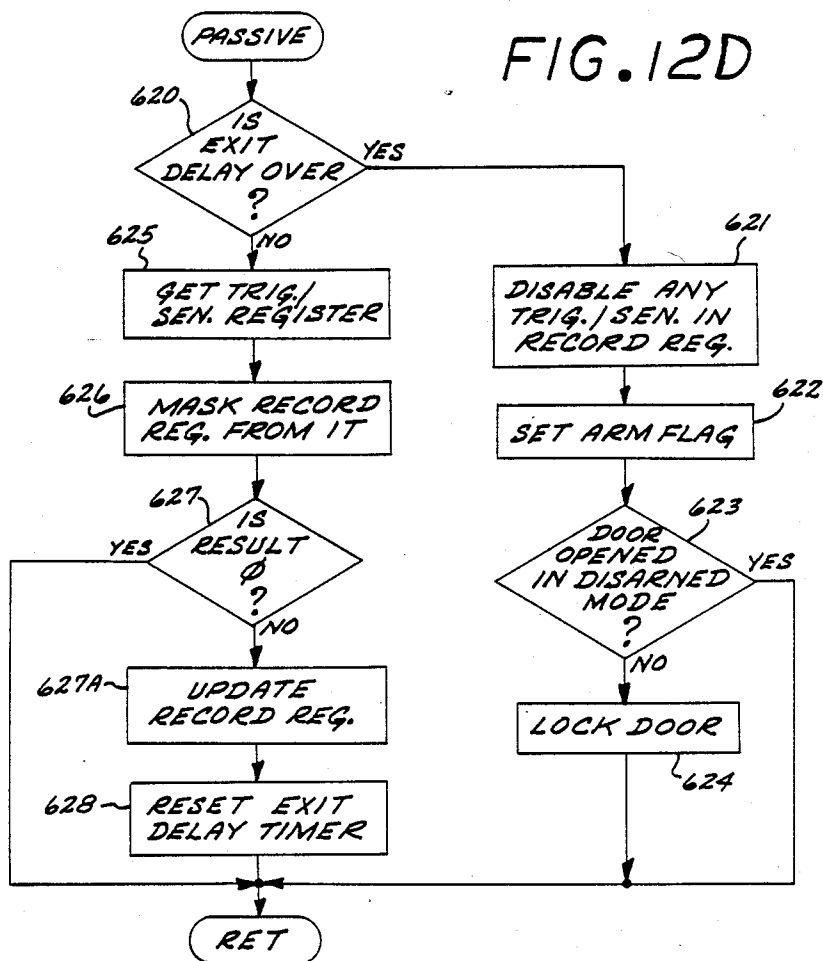 PASSIVE
FIG.12D
620
IS
EXIT
DELAY OVER
?
YES
NO
625
GET TRIG./
SEN. REGISTER
626
MASK RECORD
REG. FROM IT
627
IS
RESULT
Ø
?
YES
NO
627A
UPDATE
RECORD REG.
628
RESET EXIT
DELAY TIMER
621
DISABLE ANY
TRIG./SEN. IN
RECORD REG.
622
SET ARM FLAG
623
DOOR
OPENED
IN DISARNED
MODE
?
YES
NO
LOCK DOOR
624
RET